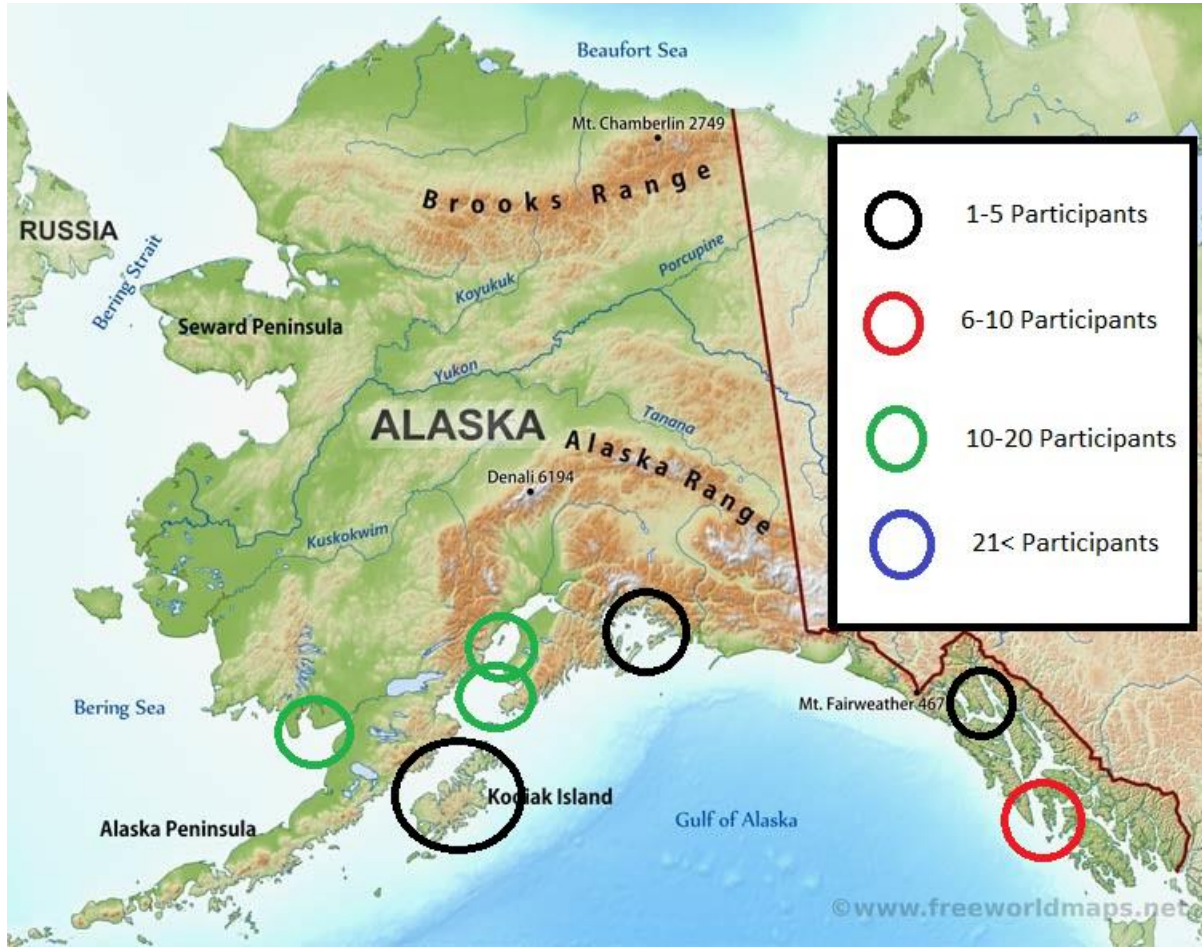 Beaufort Sea
Mt. Chamberlin 2749
Brooks Range
RUSSIA
Bering Strait
Porcupine
Koyukuk
Seward Peninsula
Yukon
ALASKA
Tanana
Alaska Range
Denali 6194
Kuskokwim
Bering Sea
Mt. Fairweather 467
Kodiak Island
Gulf of Alaska
Alaska Peninsula
©www.freeworldmaps.net
1-5 Participants
6-10 Participants
10-20 Participants
21< Participants